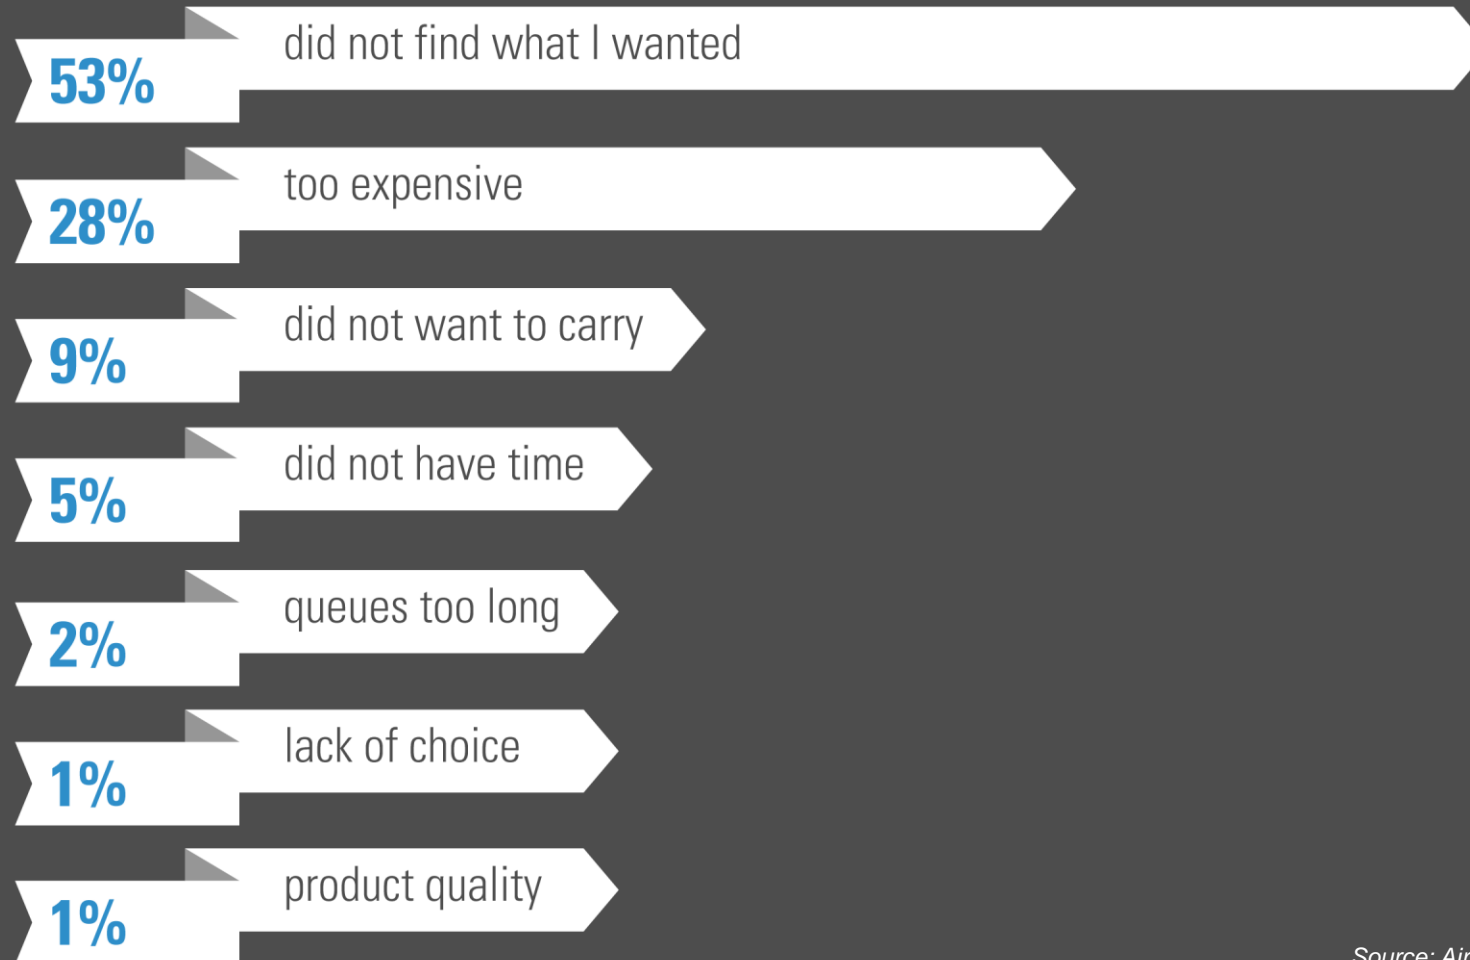 53% did not find what I wanted
28% too expensive
9% did not want to carry
5% did not have time
2% queues too long
1% lack of choice
1% product quality
Source: